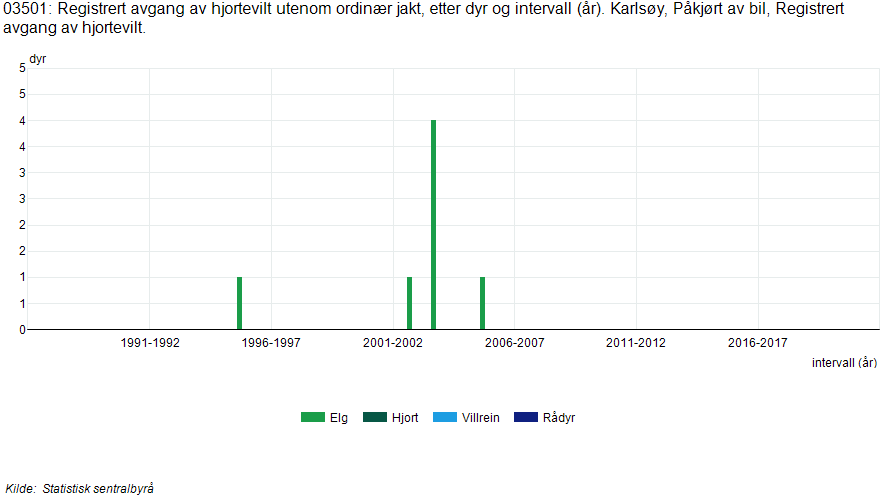 03501: Registrert avgang av hjortevilt utenom ordinær jakt, etter dyr og intervall (år). Karlsøy, Påkjørt av bil, Registrert
avgang av hjortevilt.
dyr
5
5
4
4
3
3
2
2
1
1
0
1991-1992 1996-1997 2001-2002 2006-2007 2011-2012 2016-2017
intervall (år)
Elg Hjort Villrein Rådyr
Kilde: Statistisk sentralbyrå